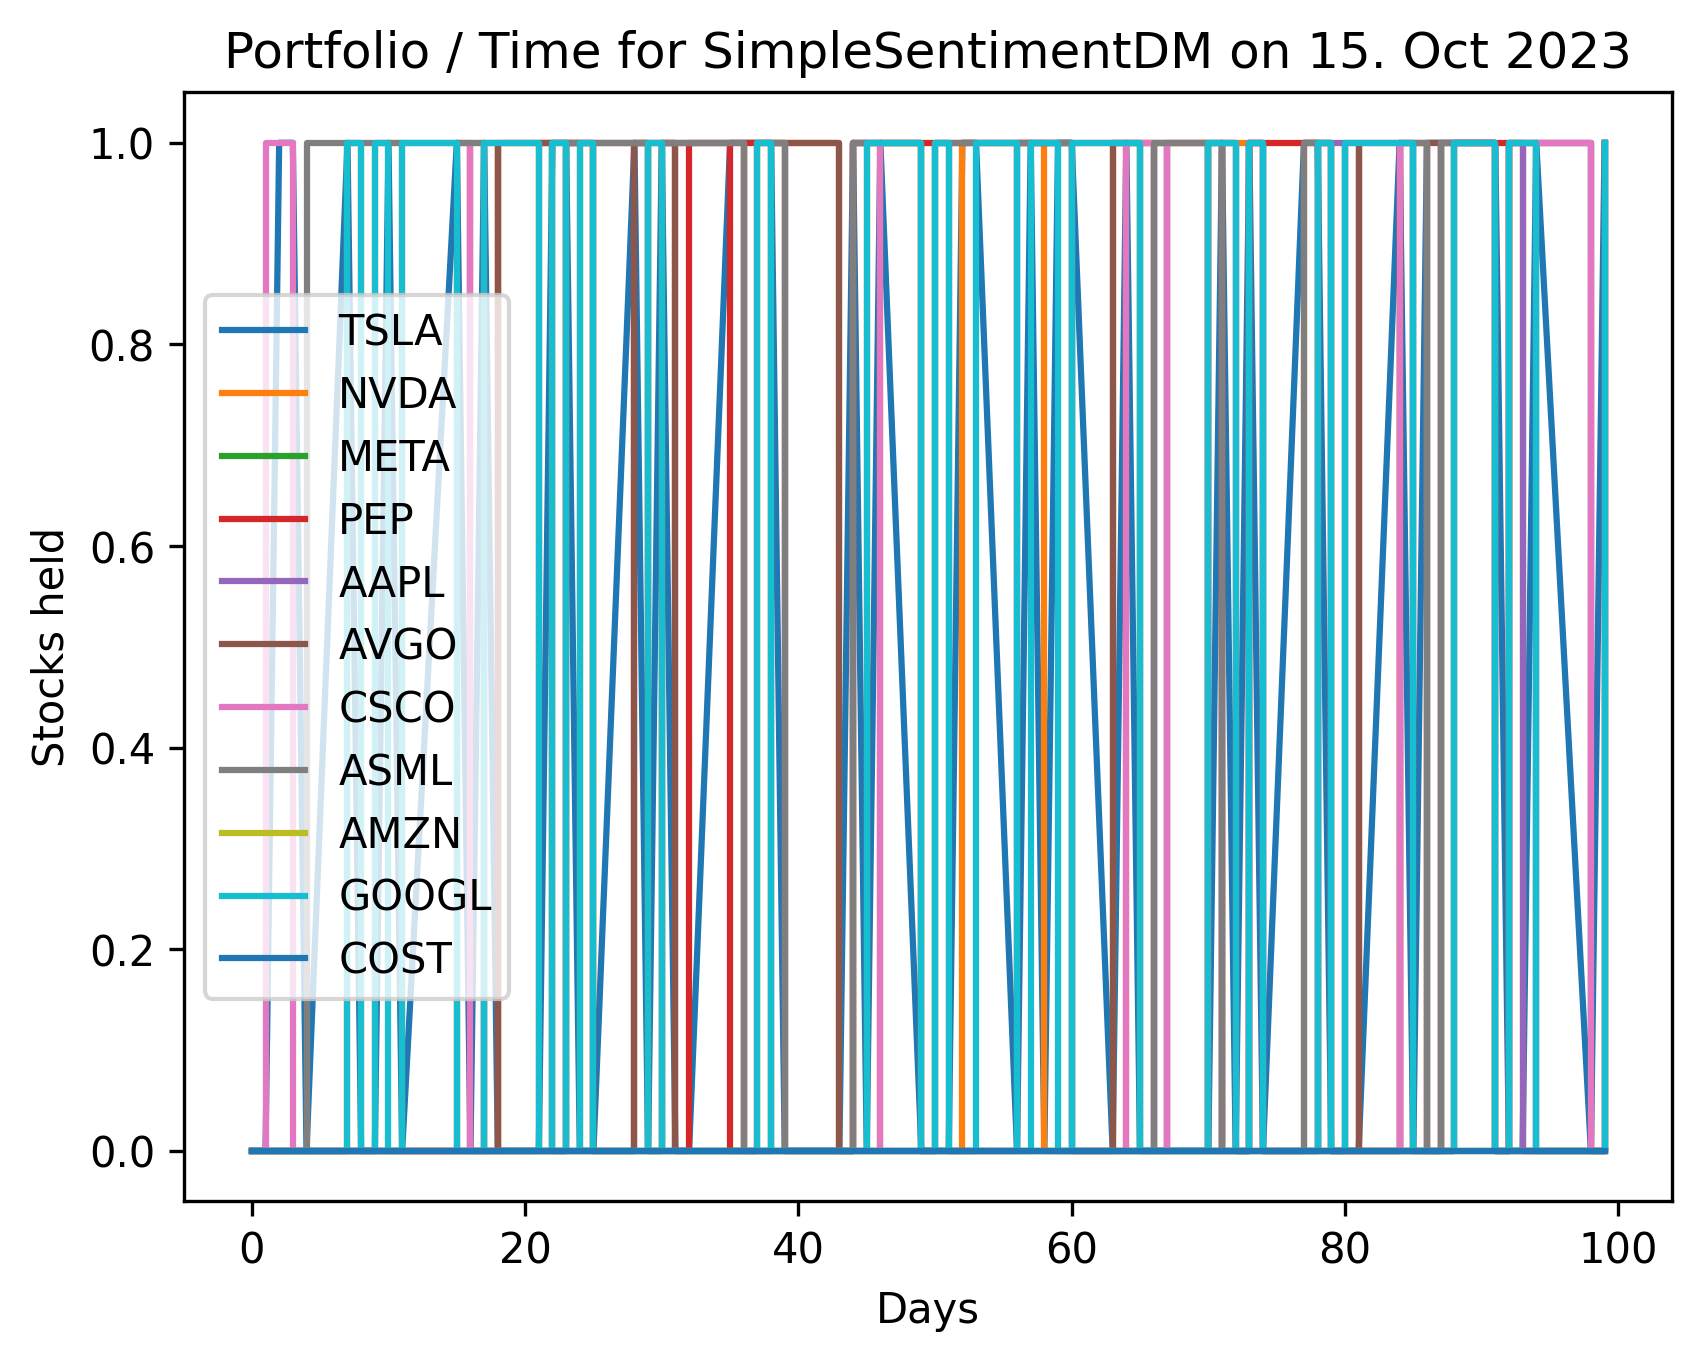 Portfolio / Time for SimpleSentimentDM on 15. Oct 2023
1.0
0.8
0.6
0.4
0.2
0.0
Stocks held
TSLA
NVDA
META
PEP
AAPL
AVGO
CSCO
ASML
AMZN
GOOGL
COST
0 20 40 60 80 100
Days